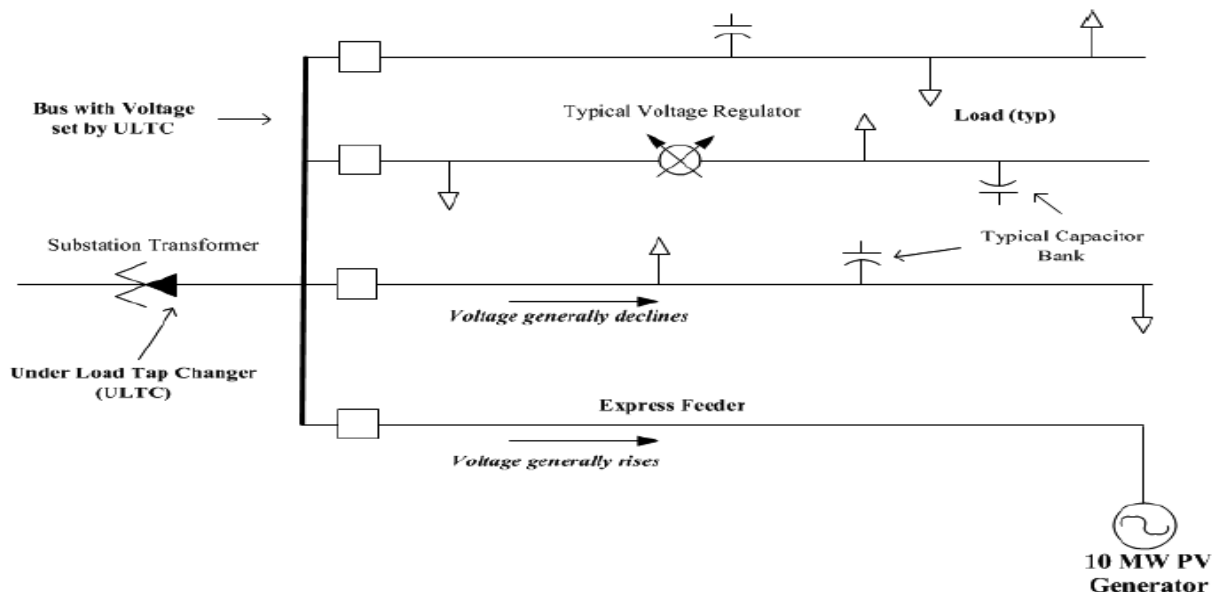 Bus with Voltage
set by ULTC
Typical Voltage Regulator
Load (typ)
Substation Transformer
Typical Capacitor
Bank
Voltage generally declines
Under Load Tap Changer
(ULTC)
Express Feeder
Voltage generally rises
10 MW PV
Generator